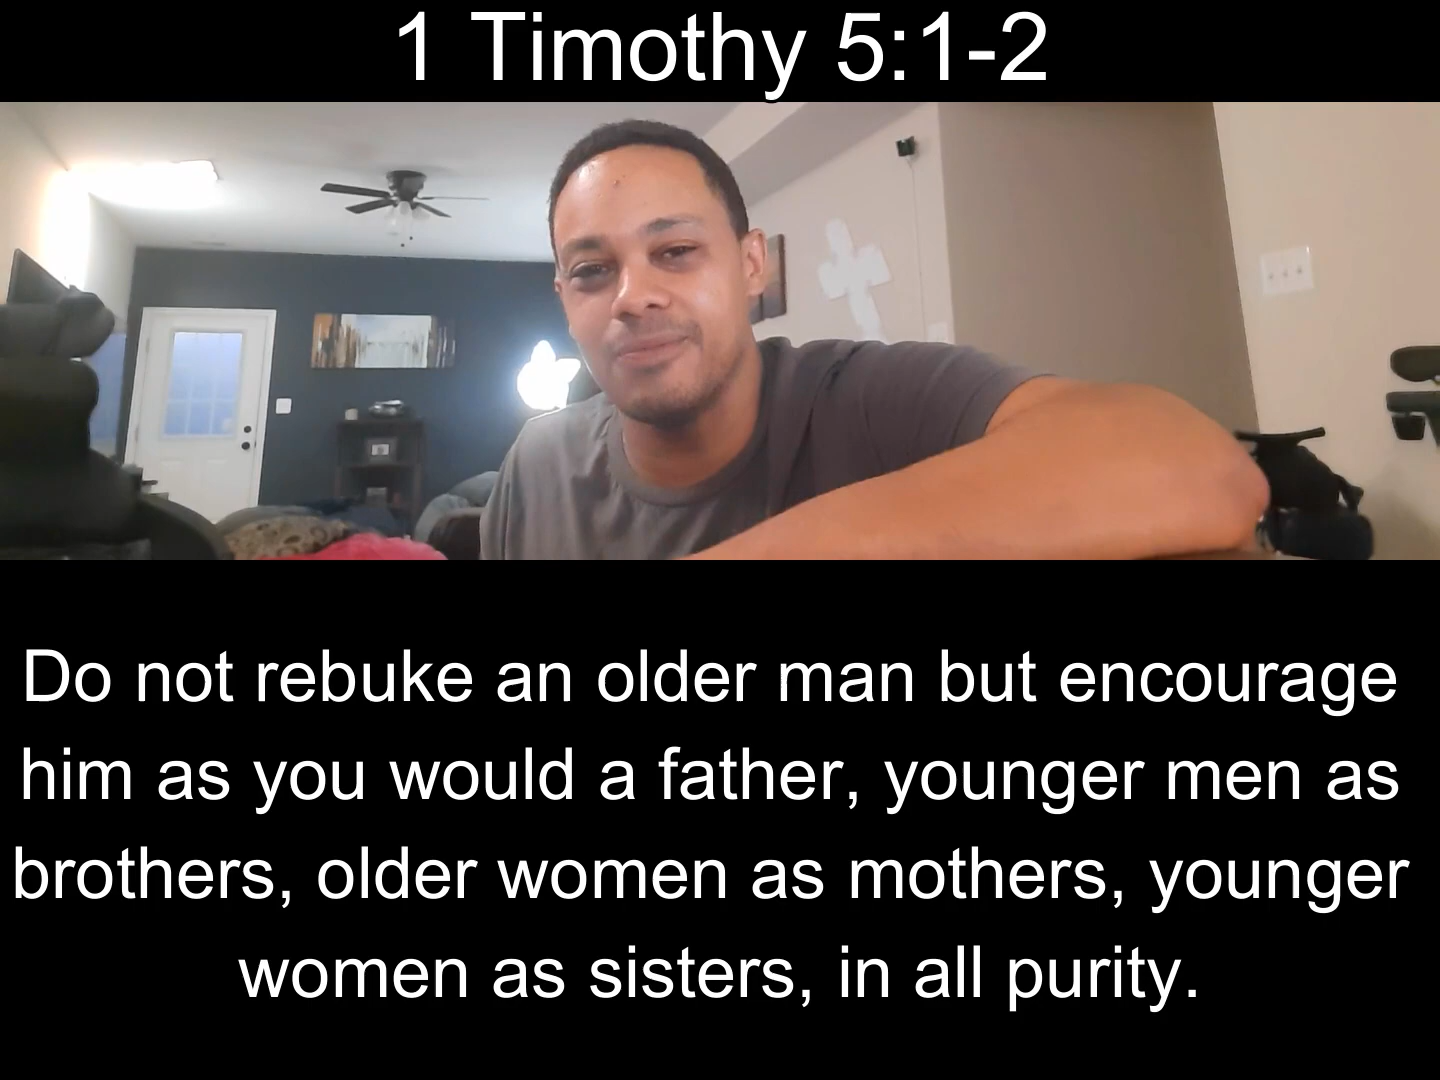 1 Timothy 5:1-2
Do not rebuke an older man but encourage
him as you would a father, younger men as
brothers, older women as mothers, younger
women as sisters, in all purity.